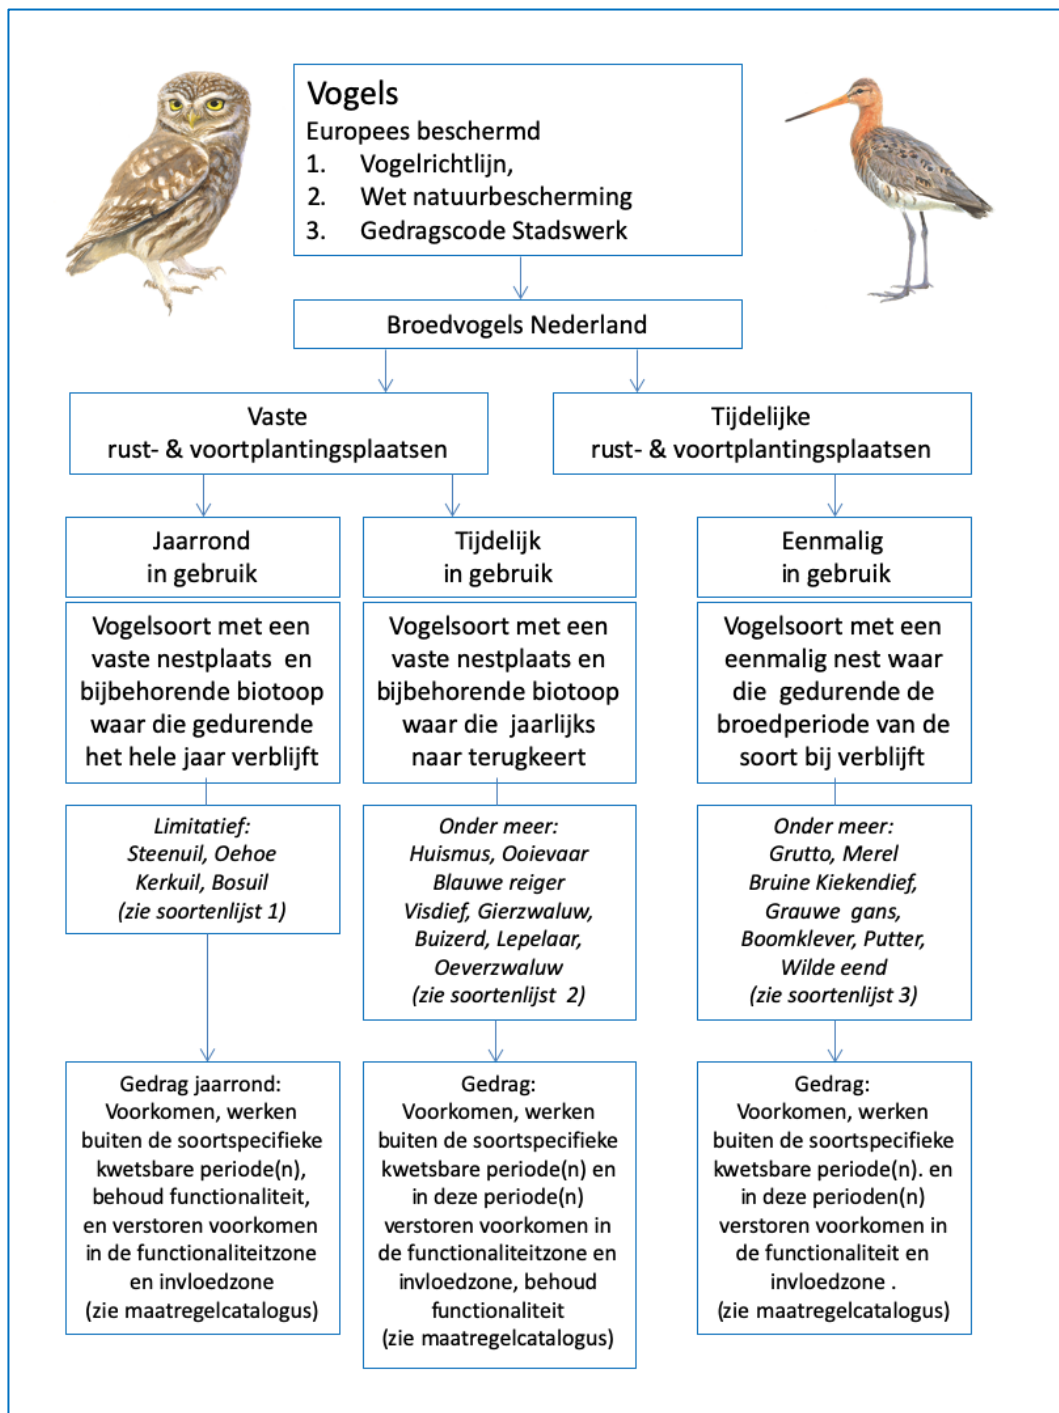 Vogels
Europees beschermd
1. Vogelrichtlijn,
2. Wet natuurbescherming
3. Gedragscode Stadswerk
Broedvogels Nederland
Vaste
rust- & voortplantingsplaatsen
Tijdelijke
rust- & voortplantingsplaatsen
Jaarrond
in gebruik
Vogelsoort met een
vaste nestplaats en
bijbehorende biotoop
waar die gedurende
het hele jaar verblijft
Limitatief:
Steenuil, Oehoe
Kerkuil, Bosuil
(zie soortenlijst 1)
Gedrag jaarrond:
Voorkomen, werken
buiten de soortspecifieke
kwetsbare periode(n),
behoud functionaliteit,
en verstoren voorkomen
in de functionaliteitzone
en invloedzone
(zie maatregelcatalogus)
Tijdelijk
in gebruik
Vogelsoort met een
vaste nestplaats en
bijbehorende biotoop
waar die jaarlijks
naar terugkeert
Onder meer:
Huismus, Ooievaar
Blauwe reiger
Visdief, Gierzwaluw,
Buizerd, Lepelaar,
Oeverzwaluw
(zie soortenlijst 2)
Gedrag:
Voorkomen, werken
buiten de soortspecifieke
kwetsbare periode(n) en
in deze periode(n)
verstoren voorkomen in
de functionaliteitzone en
invloedzone, behoud
functionaliteit
(zie maatregelcatalogus)
Eenmalig
in gebruik
Vogelsoort met een
eenmalig nest waar
die gedurende de
broedperiode van de
soort bij verblijft
Onder meer:
Grutto, Merel
Bruine Kiekendief,
Grauwe gans,
Boomklever, Putter,
Wilde eend
(zie soortenlijst 3)
Gedrag:
Voorkomen, werken
buiten de soortspecifieke
kwetsbare periode(n). en
in deze perioden(n)
verstoren voorkomen in
de functionaliteit en
invloedzone .
(zie maatregelcatalogus)